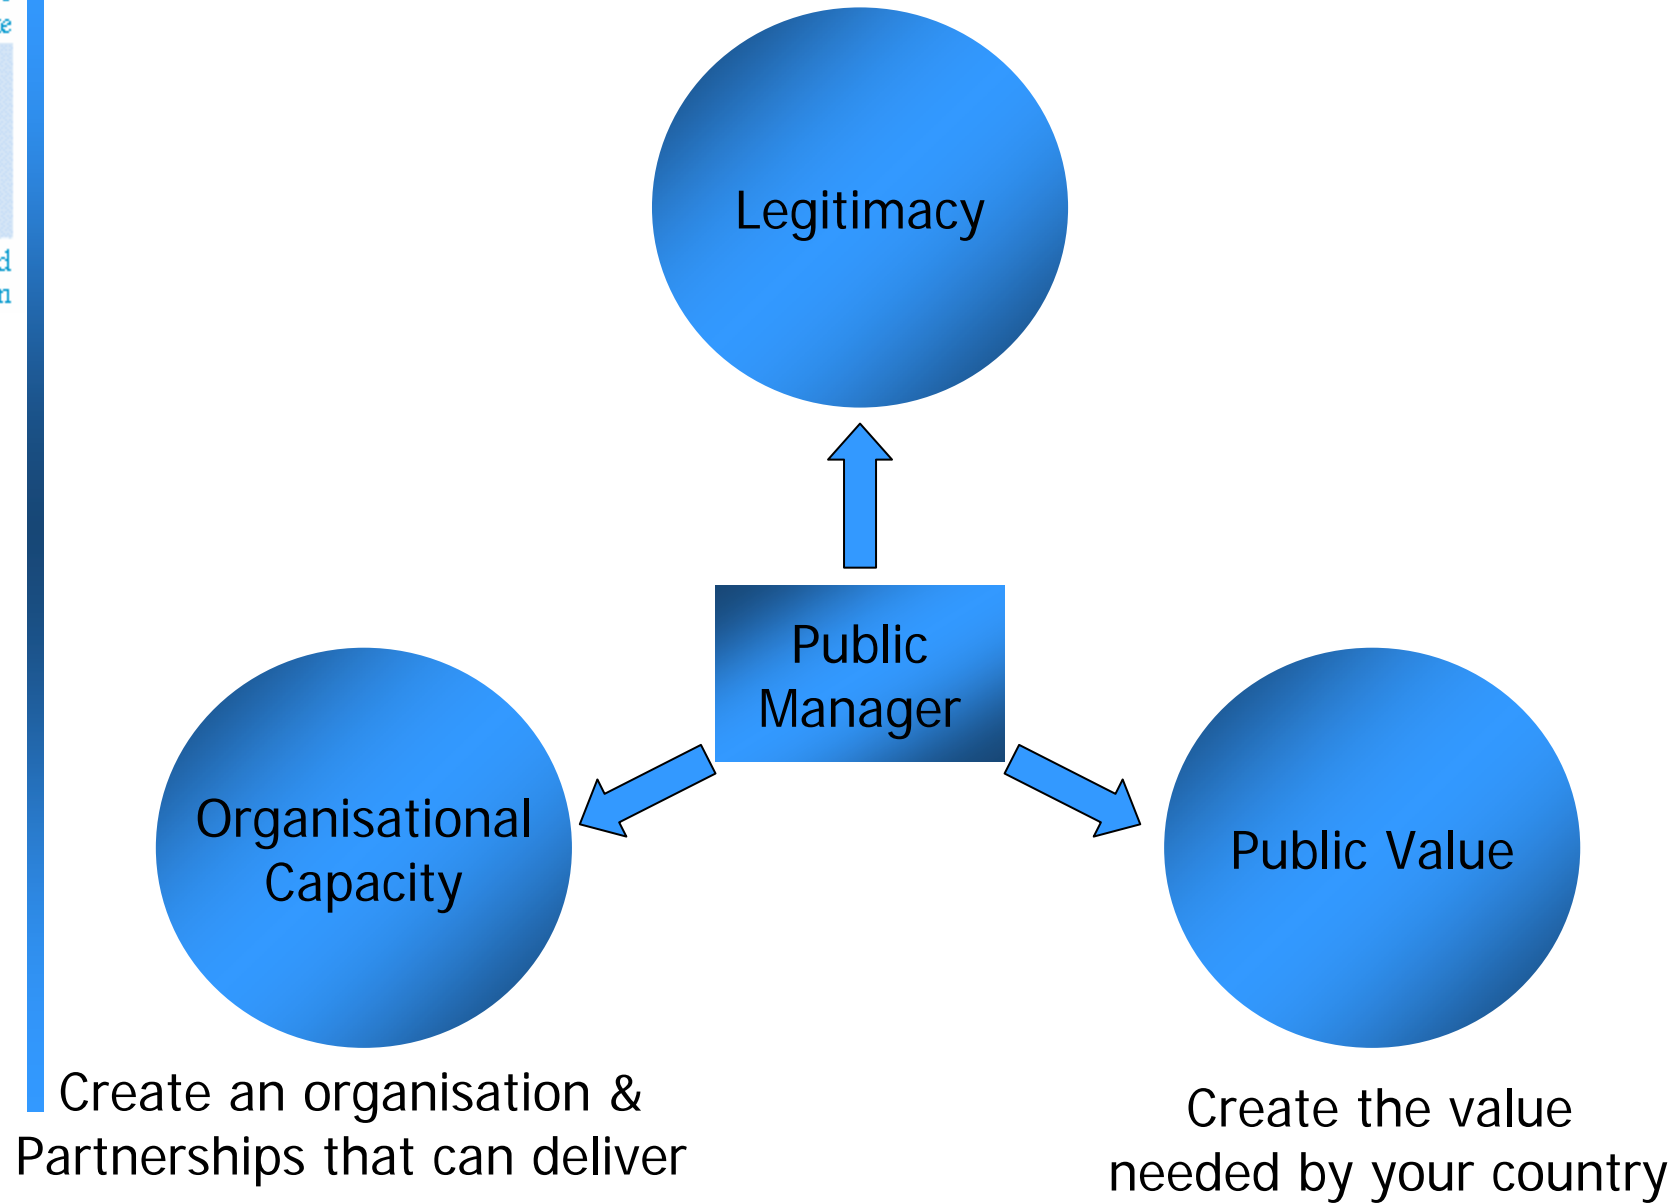 Legitimacy
Public
Manager
Organisational
Capacity
Public Value
Create an organisation &
Partnerships that can deliver
Create the value
needed by your country